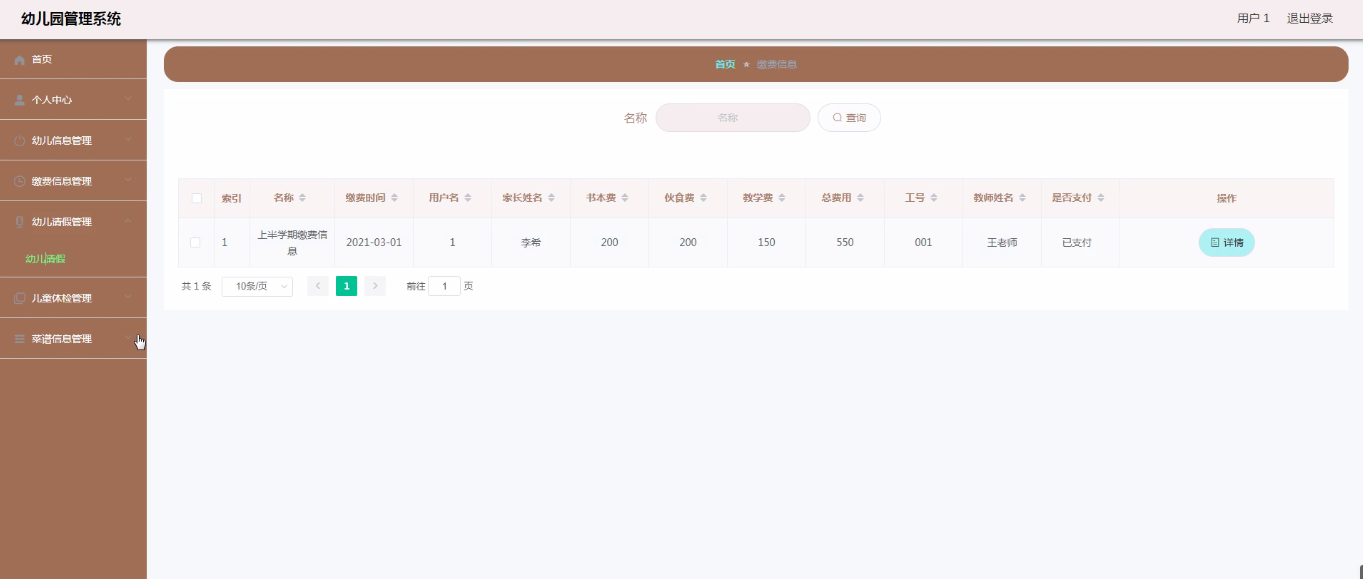 幼儿园管理系统
用户 1 退出登录
首页
个人中心
幼儿信息管理
缴费信息管理
幼儿请假管理
幼儿请假
儿童体检管理
菜谱信息管理
首页 缴费信息
名称 名称 查询
索引 名称 缴费时间 用户名 家长姓名 书本费 伙食费 教学费 总费用 工号 教师姓名 是否支付 操作
1 上半学期缴费信息 2021-03-01 1 李希 200 200 150 550 001 王老师 已支付 详情
共 1 条 10条/页 1 前往 1 页